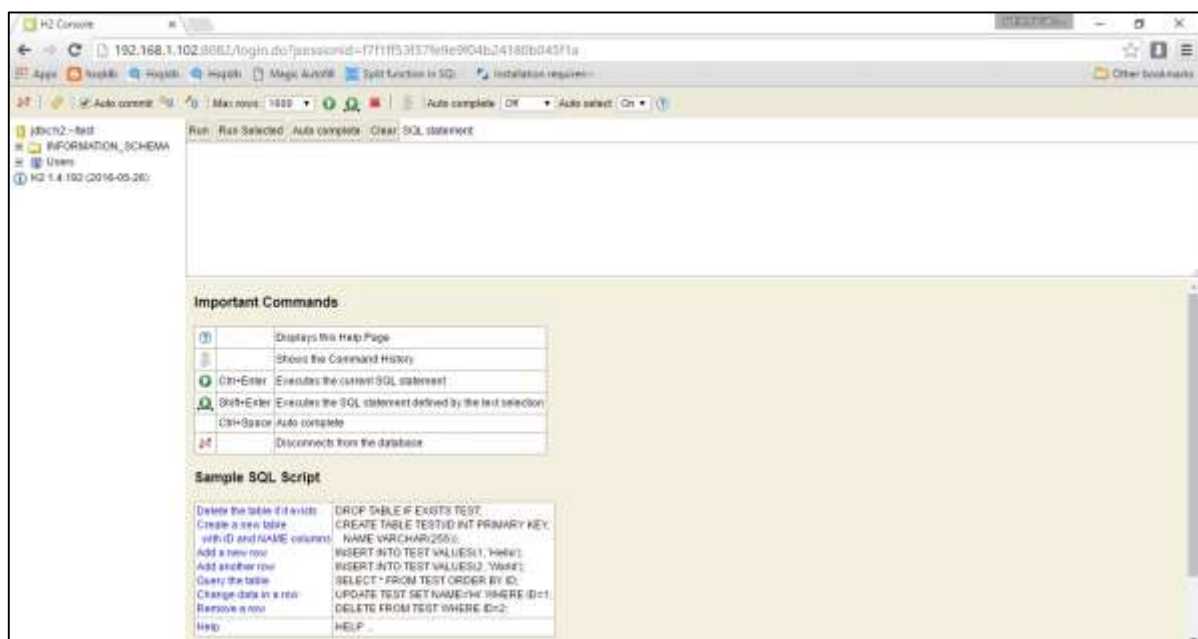 H2 Console
192.168.1.102:8082/login.do?jsessionid=
Apps Magic Autofill Split function in SQL Installation requirem Other bookmarks
Auto commit Max rows: 1000 Auto complete Off Auto select On
jdbc:h2:~/test
INFORMATION_SCHEMA
Users
H2 1.4.192 (2016-05-26)
Run Run Selected Auto complete Clear SQL statement:
Important Commands
Displays this Help Page
Shows the Command History
Ctrl+Enter Executes the current SQL statement
Shift+Enter Executes the SQL statement defined by the text selection
Ctrl+Space Auto complete
Disconnects from the database
Sample SQL Script
Delete the table if it exists DROP TABLE IF EXISTS TEST;
Create a new table CREATE TABLE TEST(ID INT PRIMARY KEY,
with ID and NAME columns NAME VARCHAR(255));
Add a new row INSERT INTO TEST VALUES(1, 'Hello');
Add another row INSERT INTO TEST VALUES(2, 'World');
Query the table SELECT * FROM TEST ORDER BY ID;
Change data in a row UPDATE TEST SET NAME='Hi' WHERE ID=1;
Remove a row DELETE FROM TEST WHERE ID=2;
Help HELP ...